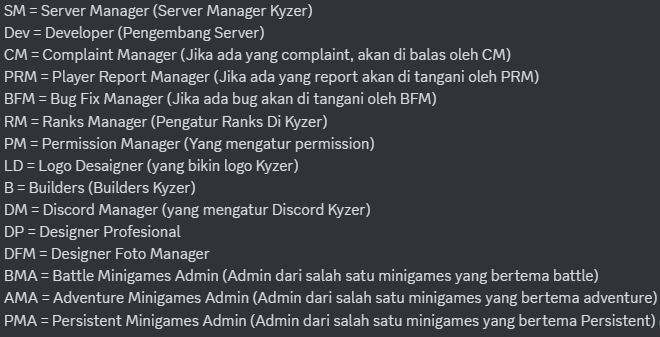 SM = Server Manager (Server Manager Kyzer)
Dev = Developer (Pengembang Server)
CM = Complaint Manager (Jika ada yang complaint, akan di balas oleh CM)
PRM = Player Report Manager (Jika ada yang report akan di tangani oleh PRM)
BFM = Bug Fix Manager (Jika ada bug akan di tangani oleh BFM)
RM = Ranks Manager (Pengatur Ranks Di Kyzer)
PM = Permission Manager (Yang mengatur permission)
LD = Logo Desaigner (yang bikin logo Kyzer)
B = Builders (Builders Kyzer)
DM = Discord Manager (yang mengatur Discord Kyzer)
DP = Designer Profesional
DFM = Designer Foto Manager
BMA = Battle Minigames Admin (Admin dari salah satu minigames yang bertema battle)
AMA = Adventure Minigames Admin (Admin dari salah satu minigames yang bertema adventure)
PMA = Persistent Minigames Admin (Admin dari salah satu minigames yang bertema Persistent)